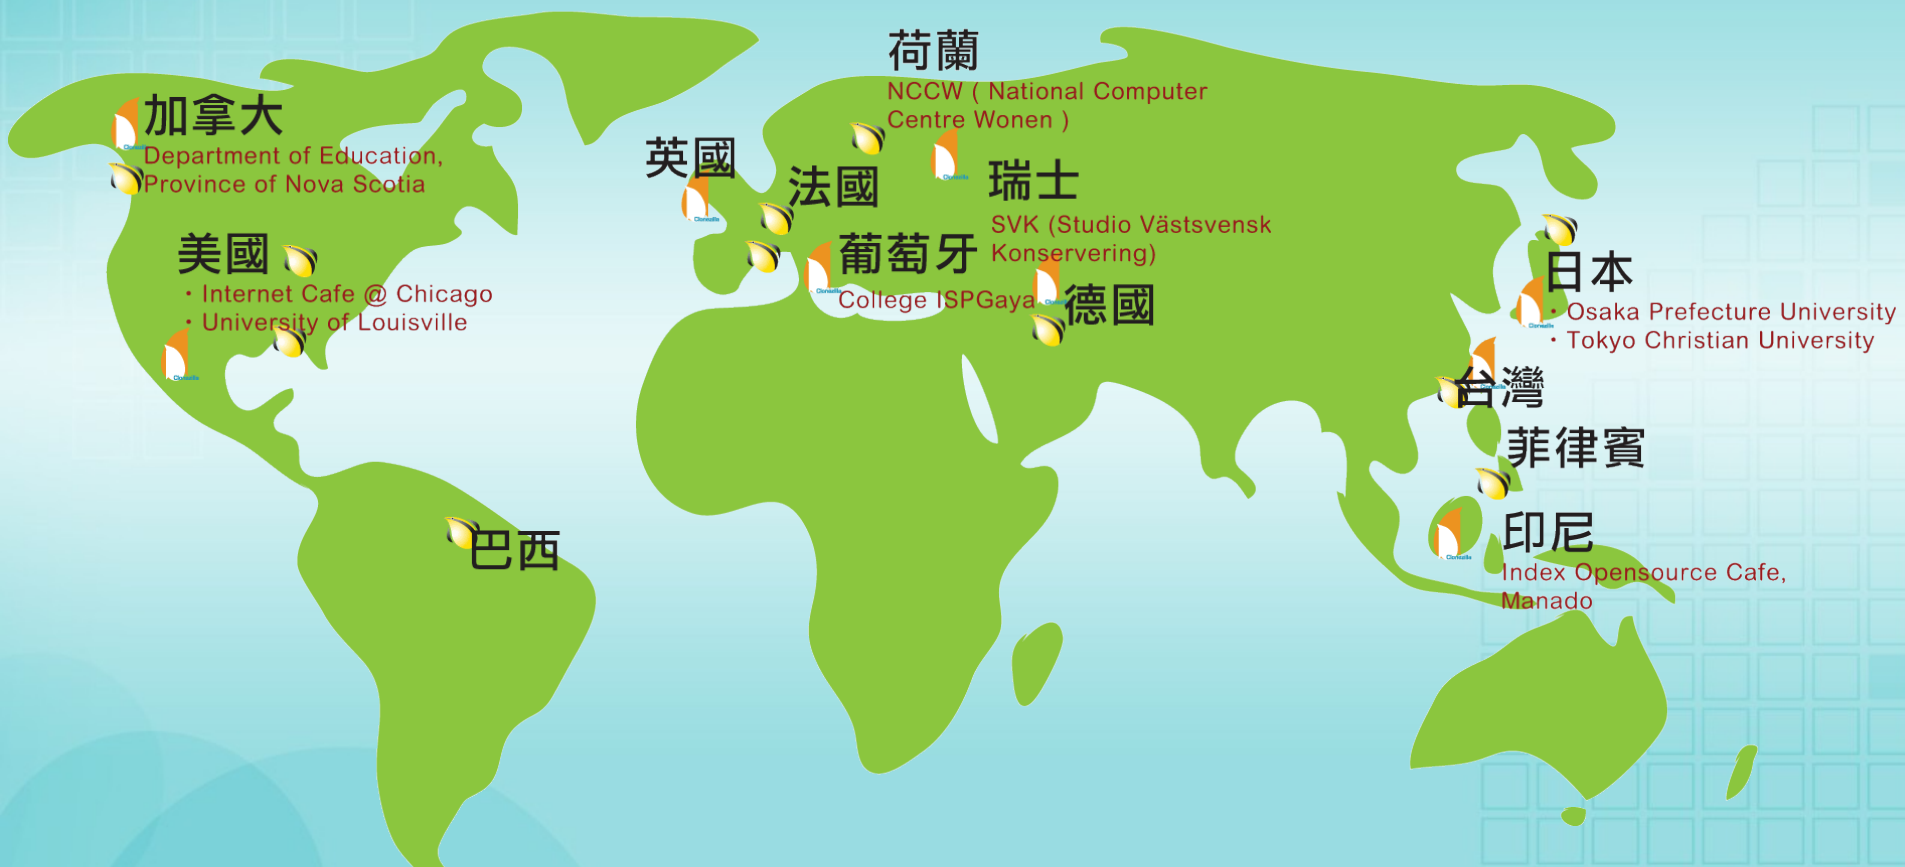 荷蘭
NCCW ( National Computer
Centre Wonen )
加拿大
Department of Education,
Province of Nova Scotia
英國
法國
瑞士
SVK (Studio Västsvensk
Konservering)
美國
・Internet Cafe @ Chicago
・University of Louisville
葡萄牙
College ISPGaya
德國
日本
・Osaka Prefecture University
・Tokyo Christian University
台灣
菲律賓
巴西
印尼
Index Opensource Cafe,
Manado